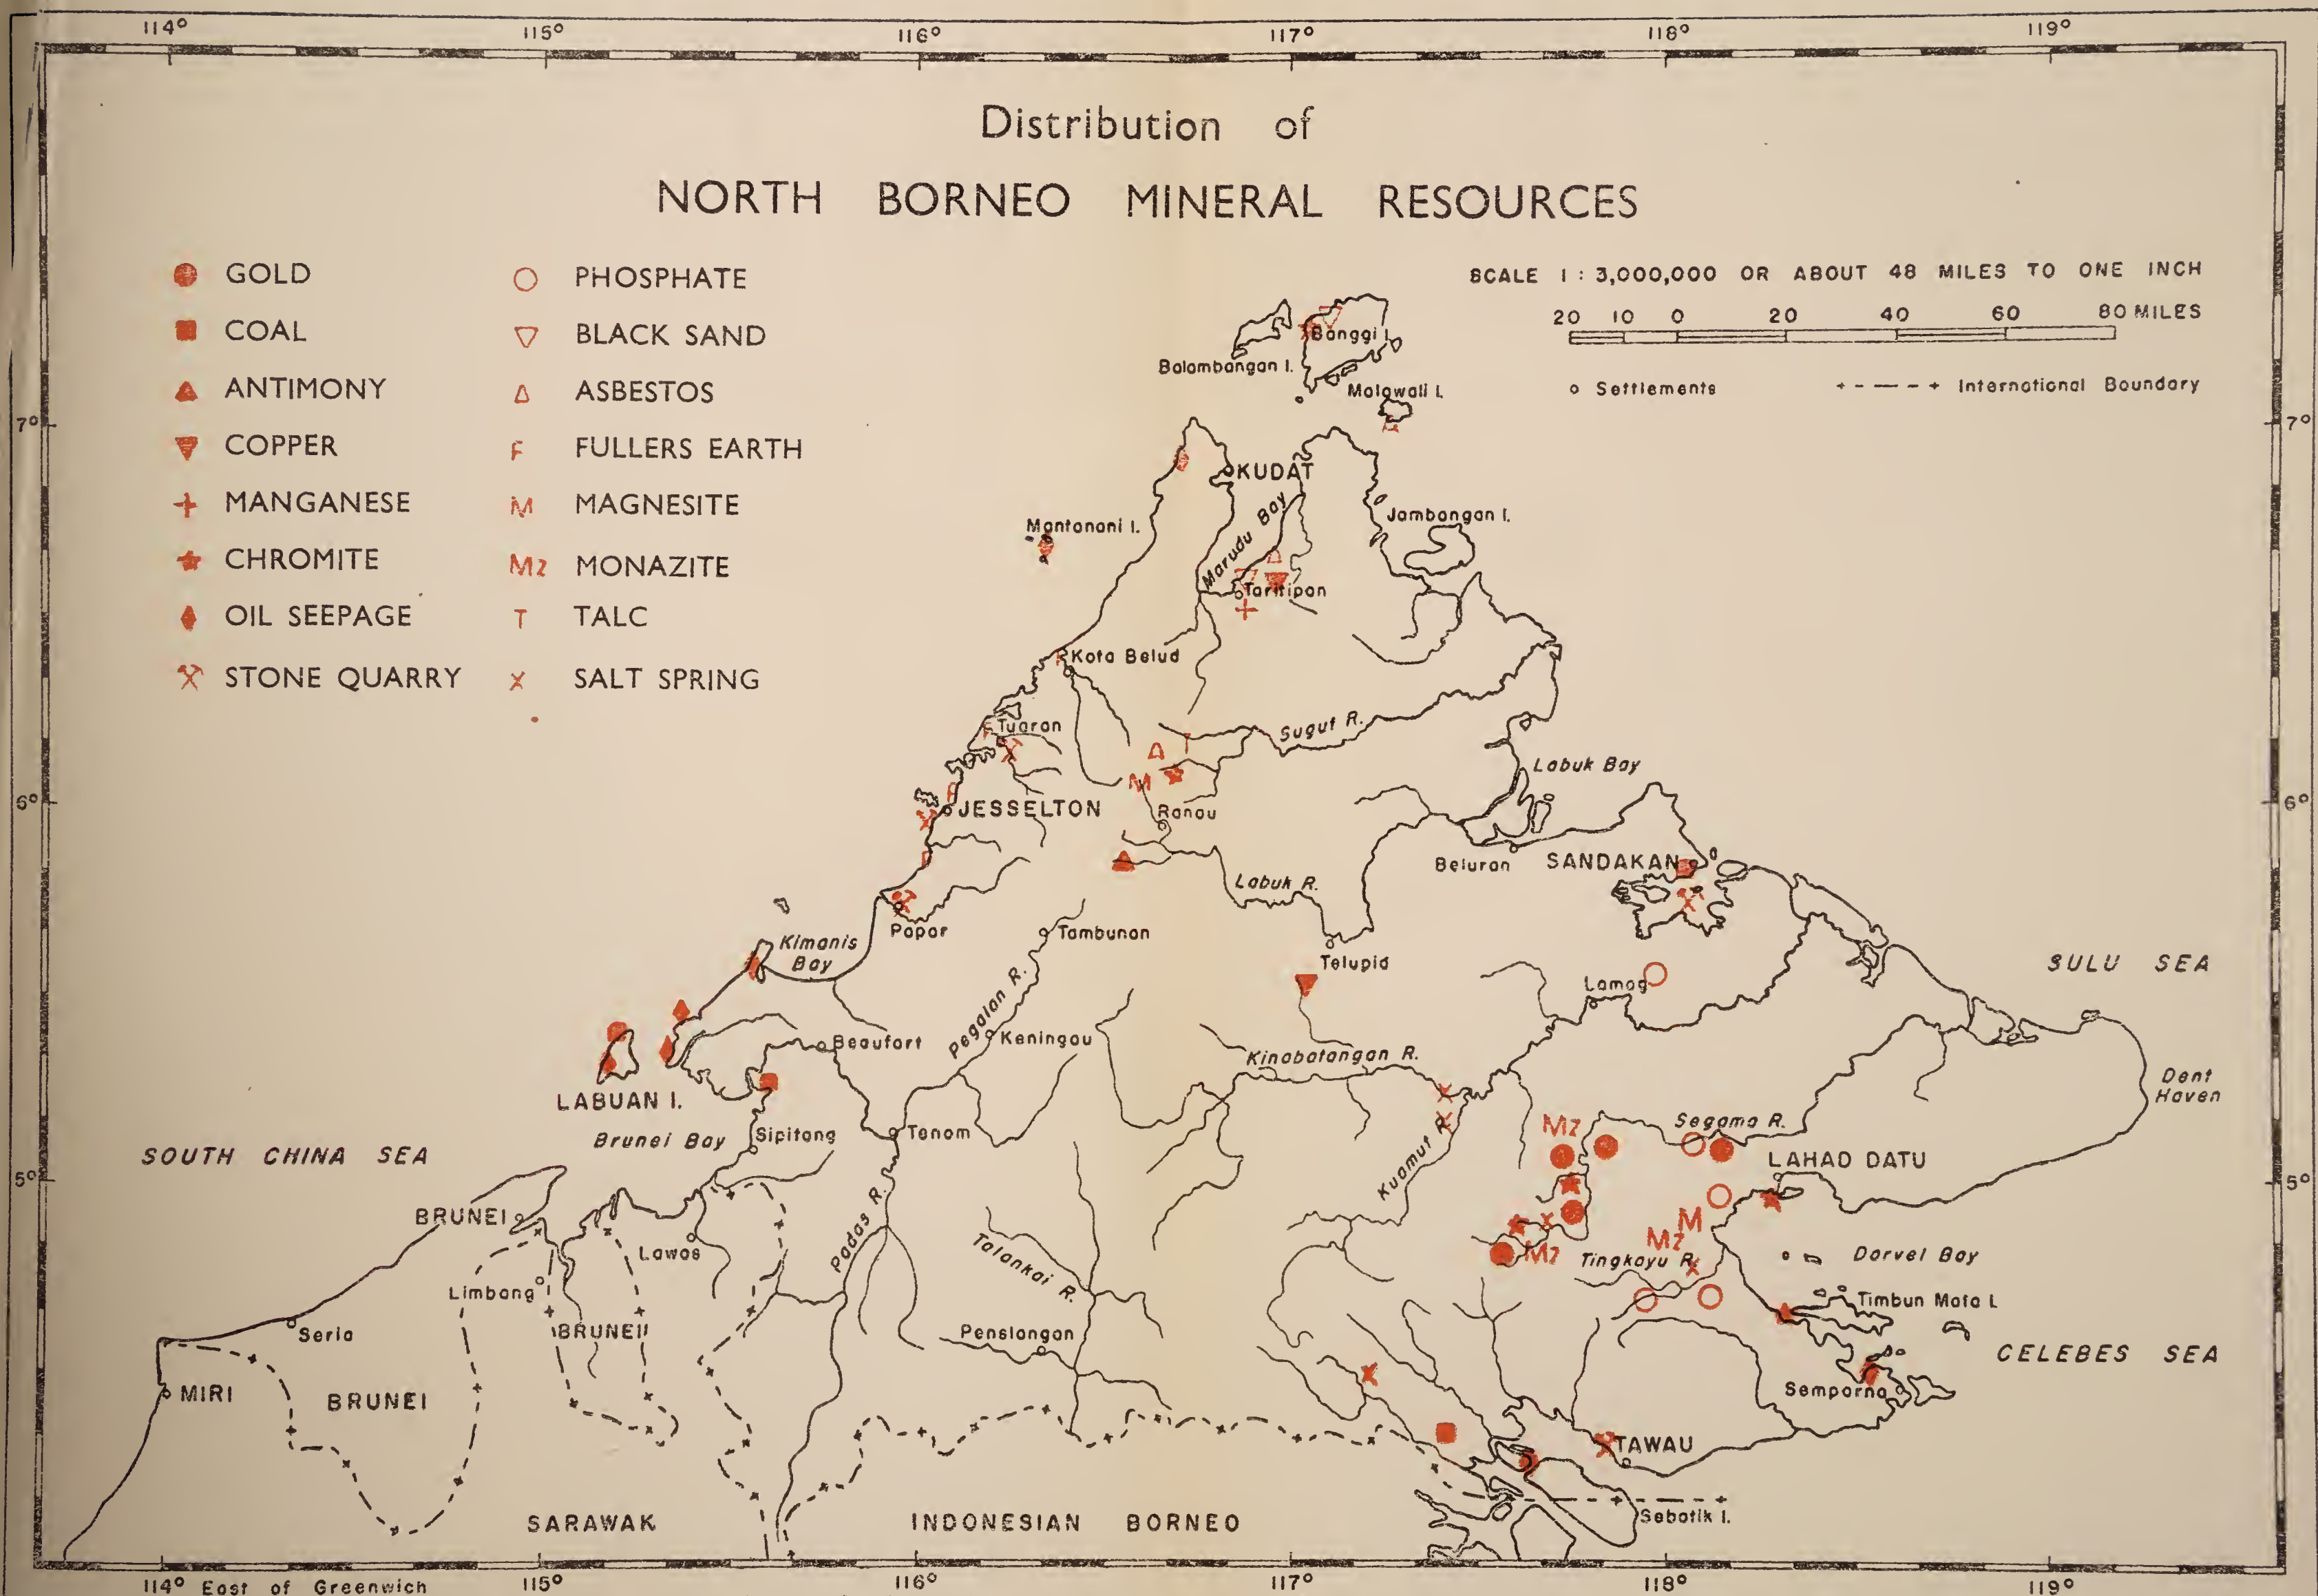 114° 115° 116° 117° 118° 119°
Distribution of
NORTH BORNEO MINERAL RESOURCES
GOLD
COAL
ANTIMONY
COPPER
MANGANESE
CHROMITE
OIL SEEPAGE
STONE QUARRY
PHOSPHATE
BLACK SAND
ASBESTOS
F FULLERS EARTH
M MAGNESITE
Mz MONAZITE
T TALC
x SALT SPRING
SCALE 1 : 3,000,000 OR ABOUT 48 MILES TO ONE INCH
20 10 0 20 40 60 80 MILES
Settlements
International Boundary
Banggi I.
Balambangan I.
Malawali I.
7° 7°
KUDAT
Marudu Bay
Jambongan I.
Mantanani I.
Taritipan
Kota Belud
F
Tuaran
F
Sugut R.
T
M
Labuk Bay
6° 6°
F
JESSELTON
Ranau
F
Beluran
SANDAKAN
Labuk R.
Papar
Tambunan
Kimanis
Bay
Telupid
SULU SEA
Lamag
Pegalan R.
Beaufort
Keningau
Kinabatangan R.
Dent
Haven
LABUAN I.
Segama R.
Mz
Brunei Bay
Sipitang
Tenom
Kuamut R.
LAHAD DATU
SOUTH CHINA SEA
5° 5°
BRUNEI
Lawas
Padas R.
Talankai R.
M
Mz
Mz
Tingkayu R.
Darvel Bay
Limbang
Timbun Mata I.
Seria
BRUNEI
Pensiangan
CELEBES SEA
MIRI
BRUNEI
Semporna
TAWAU
SARAWAK
INDONESIAN BORNEO
Sebatik I.
114° East of Greenwich 115° 116° 117° 118° 119°